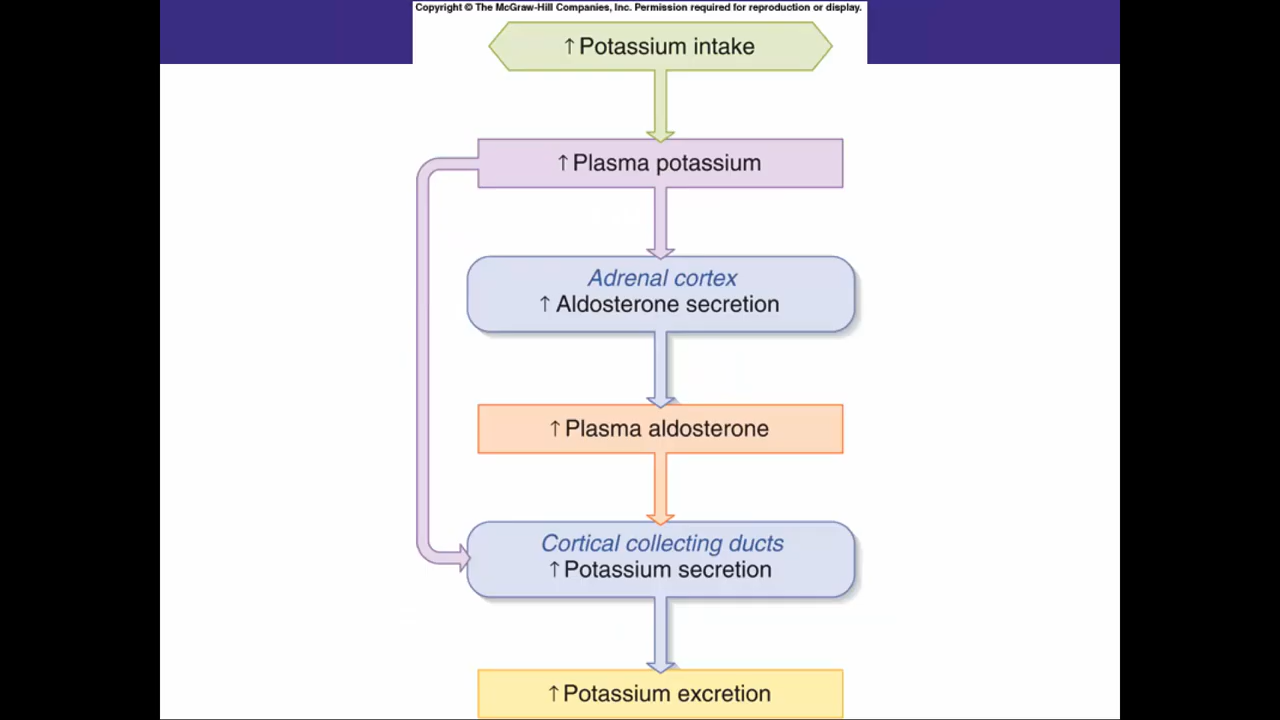 Copyright © The McGraw-Hill Companies, Inc. Permission required for reproduction or display.
↑ Potassium intake
↑ Plasma potassium
Adrenal cortex
↑ Aldosterone secretion
↑ Plasma aldosterone
Cortical collecting ducts
↑ Potassium secretion
↑ Potassium excretion